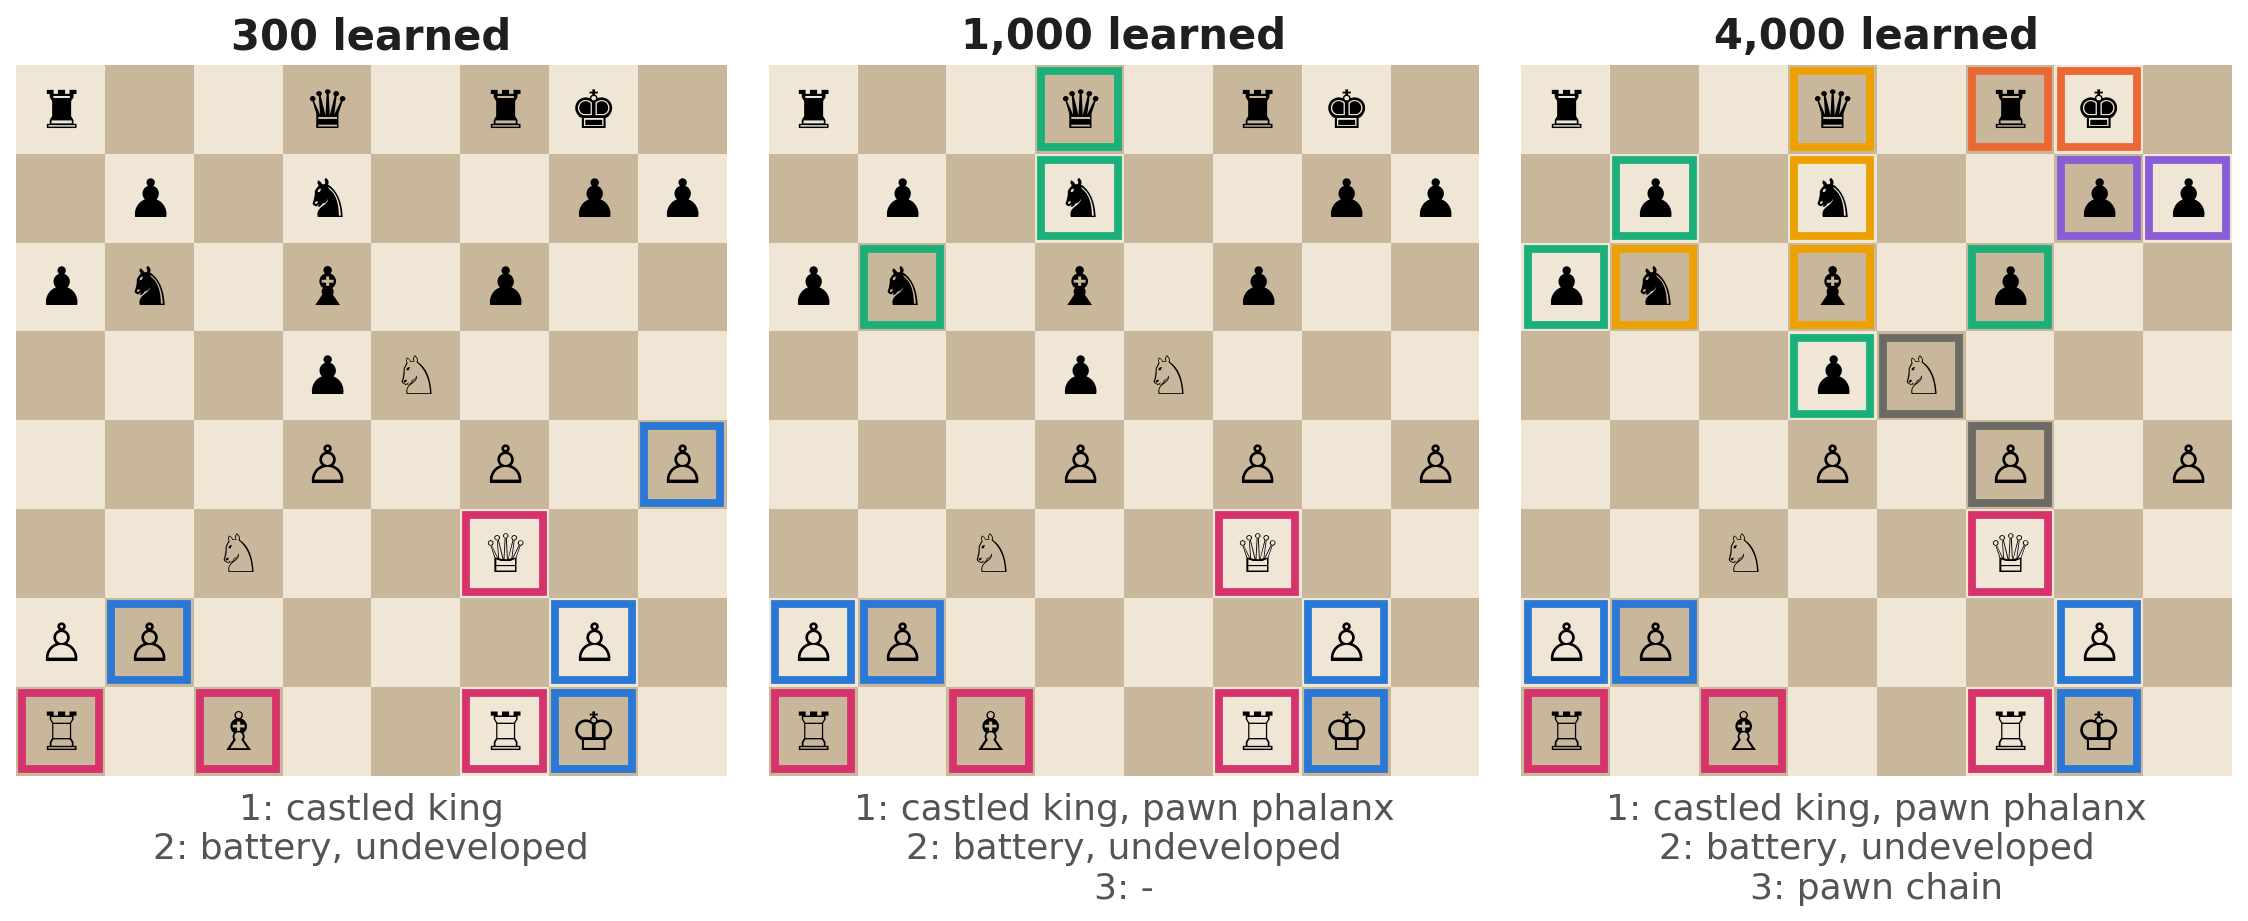 300 learned
1,000 learned
4,000 learned
1: castled king
2: battery, undeveloped
1: castled king, pawn phalanx
2: battery, undeveloped
3: -
1: castled king, pawn phalanx
2: battery, undeveloped
3: pawn chain